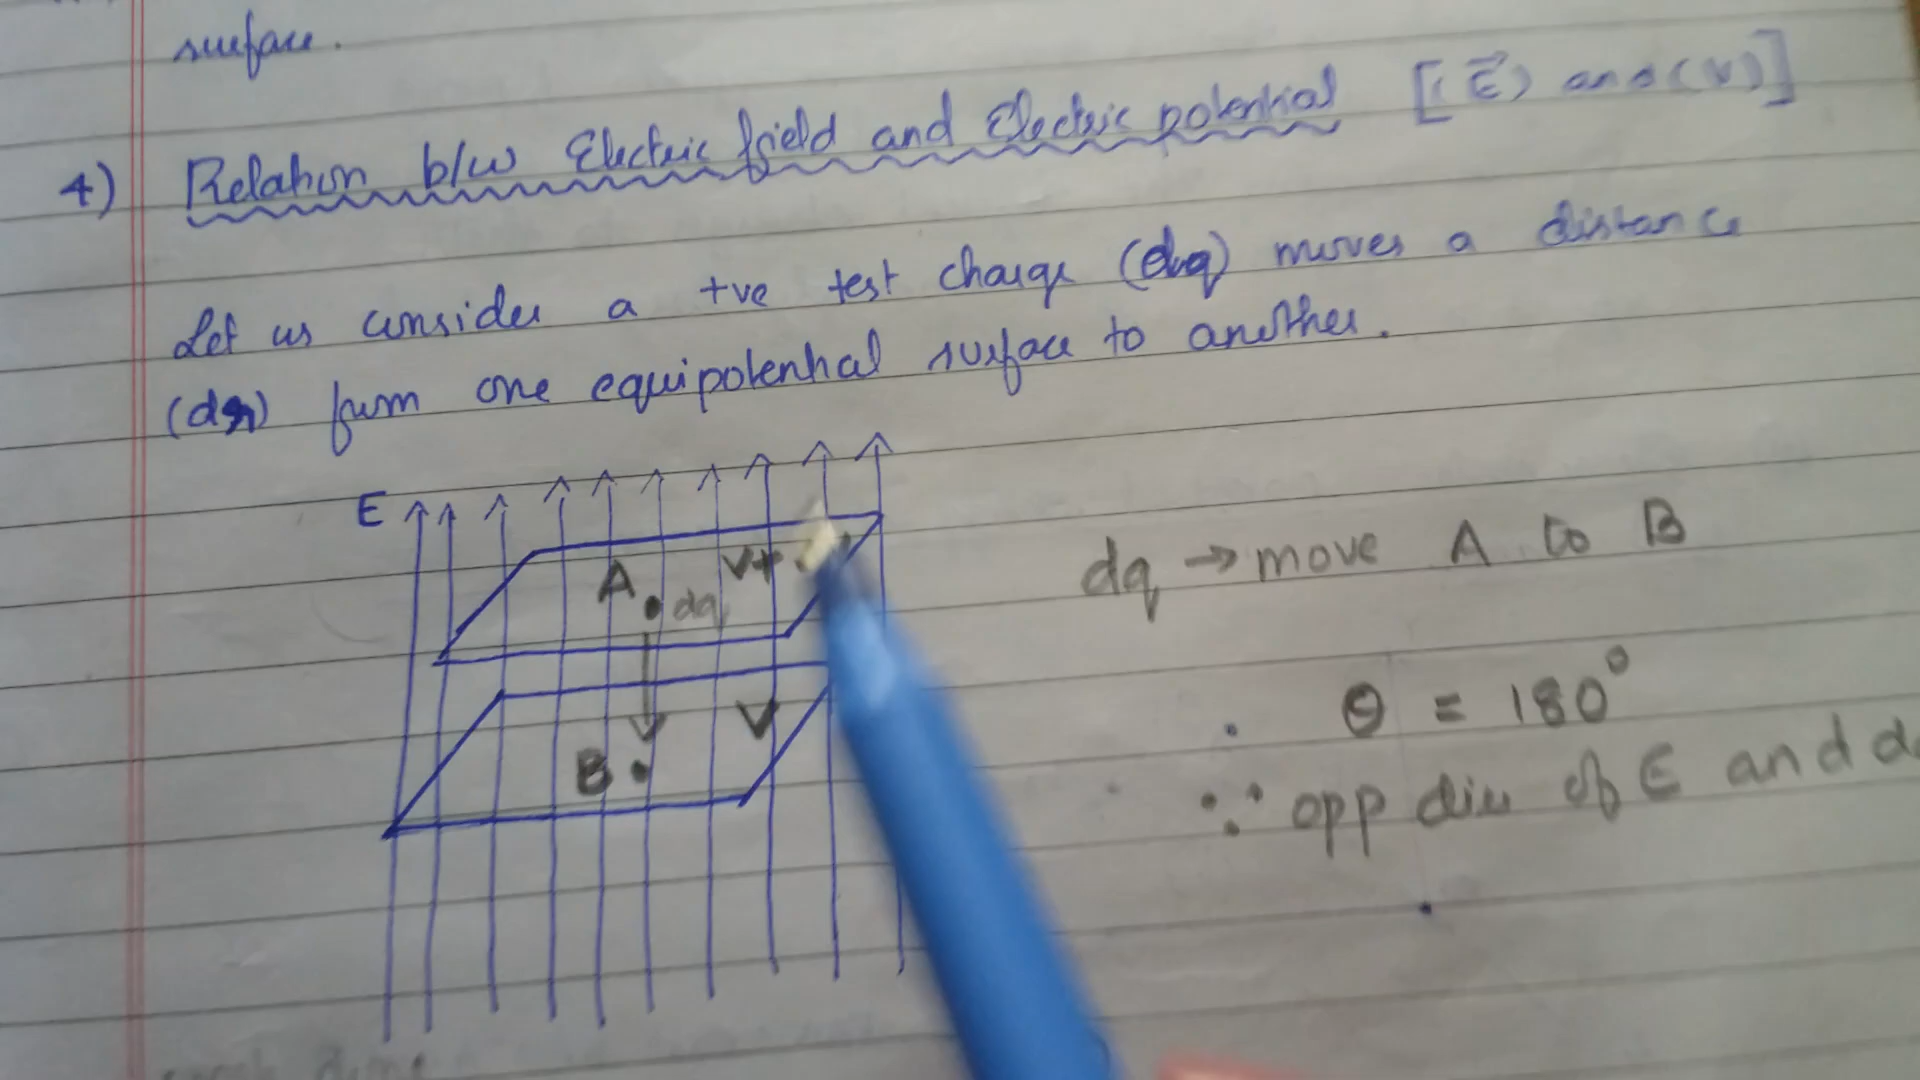 surface.
4) Relation b/w Electric field and Electric potential [(E⃗) and (V)]
Let us consider a +ve test charge (dq) moves a distance
(dr) from one equipotential surface to another.
E
A
dq
V+
B
V
dq → move A to B
θ = 180°
∵ opp dir of E and d